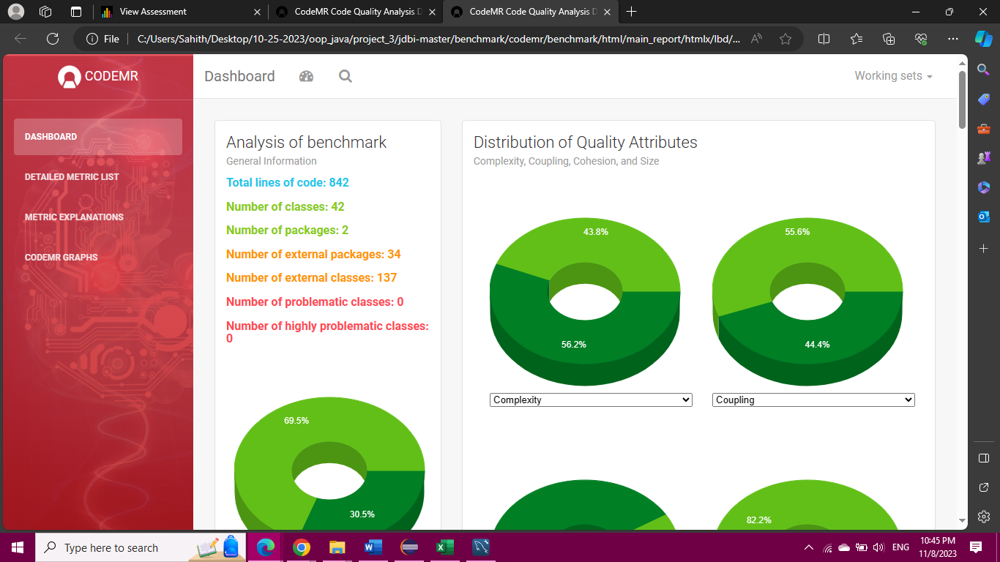 View Assessment
CodeMR Code Quality Analysis D
CodeMR Code Quality Analysis D
File
C:/Users/Sahith/Desktop/10-25-2023/oop_java/project_3/jdbi-master/benchmark/codemr/benchmark/html/main_report/htmlx/lbd/...
CODEMR
Dashboard
Working sets
DASHBOARD
DETAILED METRIC LIST
METRIC EXPLANATIONS
CODEMR GRAPHS
Analysis of benchmark
General Information
Total lines of code: 842
Number of classes: 42
Number of packages: 2
Number of external packages: 34
Number of external classes: 137
Number of problematic classes: 0
Number of highly problematic classes:
0
69.5%
30.5%
Distribution of Quality Attributes
Complexity, Coupling, Cohesion, and Size
43.8%
56.2%
Complexity
55.6%
44.4%
Coupling
82.2%
Type here to search
ENG
10:45 PM
11/8/2023